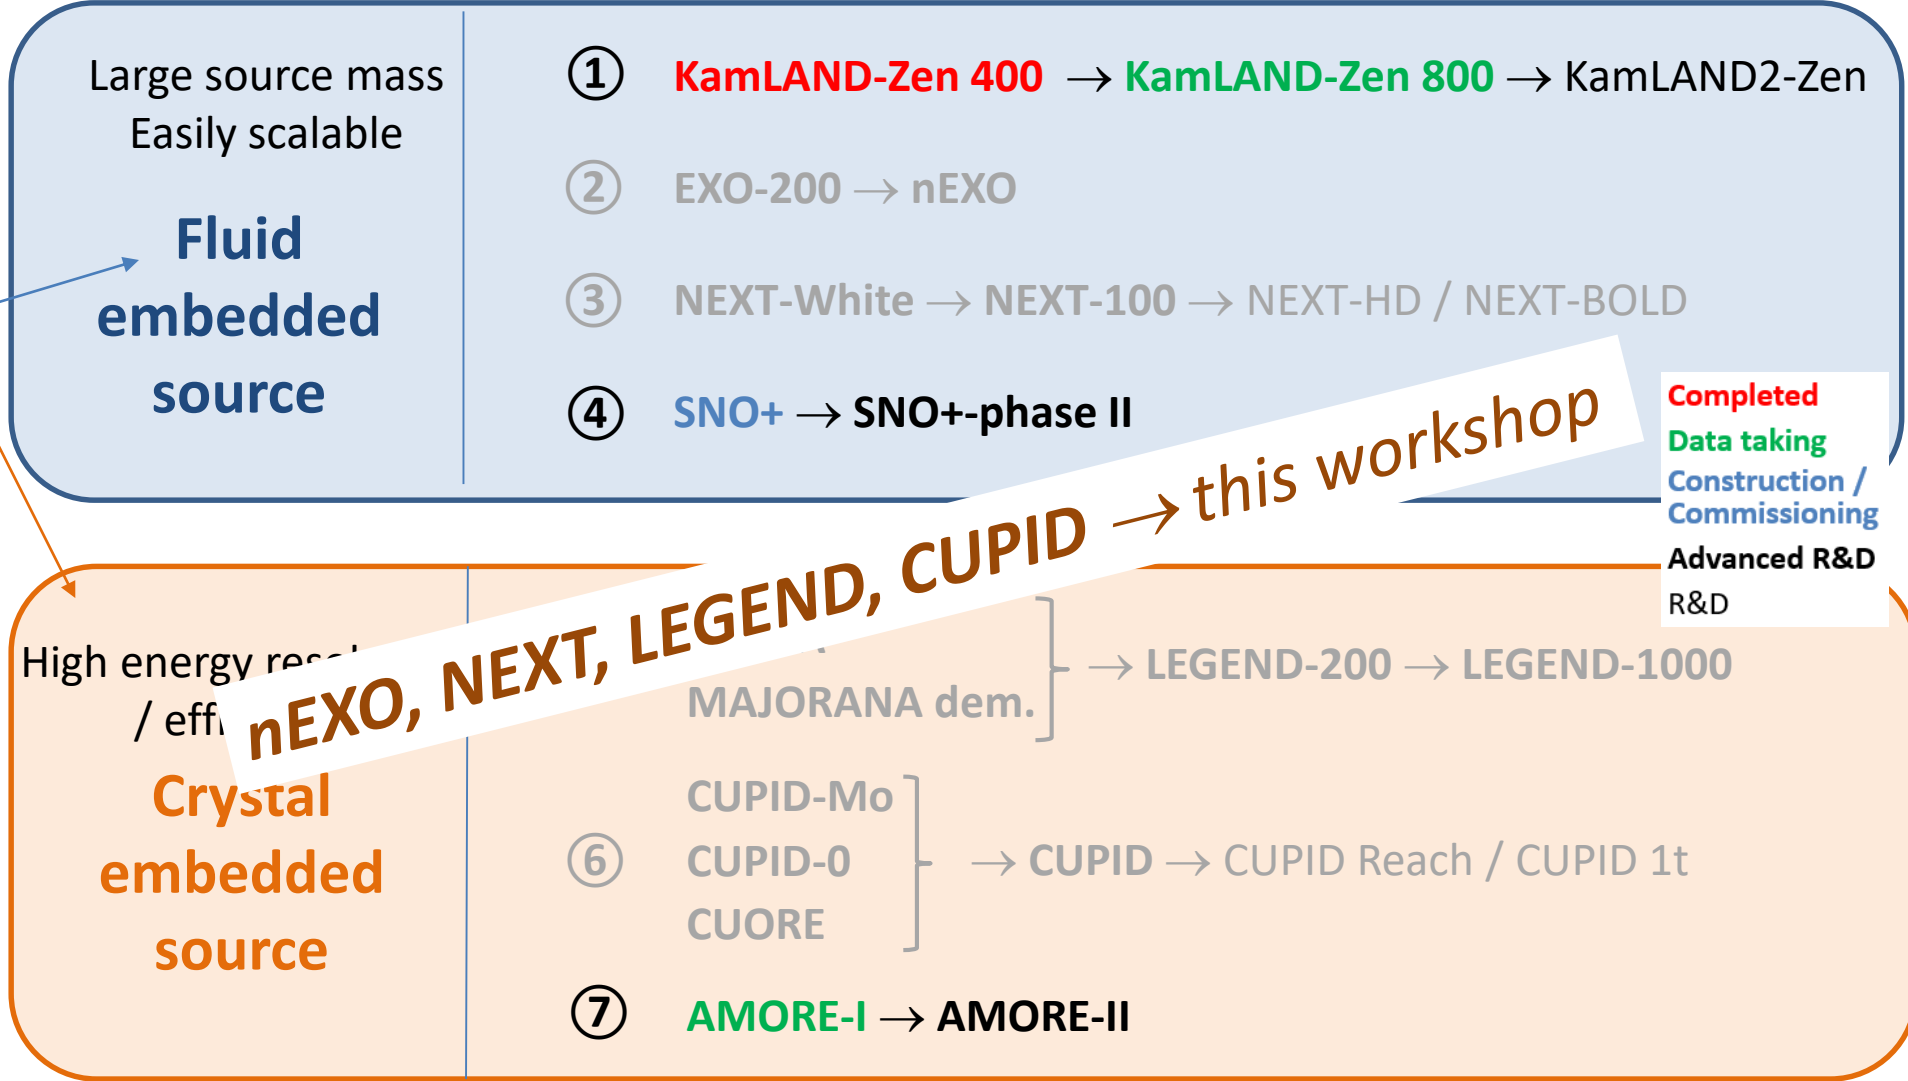 Large source mass
Easily scalable
Fluid
embedded
source
① KamLAND-Zen 400 → KamLAND-Zen 800 → KamLAND2-Zen
② EXO-200 → nEXO
③ NEXT-White → NEXT-100 → NEXT-HD / NEXT-BOLD
④ SNO+ → SNO+-phase II
Completed
Data taking
Construction /
Commissioning
Advanced R&D
R&D
nEXO, NEXT, LEGEND, CUPID → this workshop
High energy
/
Crystal
embedded
source
MAJORANA dem.
→ LEGEND-200 → LEGEND-1000
CUPID-Mo
⑥ CUPID-0 → CUPID → CUPID Reach / CUPID 1t
CUORE
⑦ AMORE-I → AMORE-II